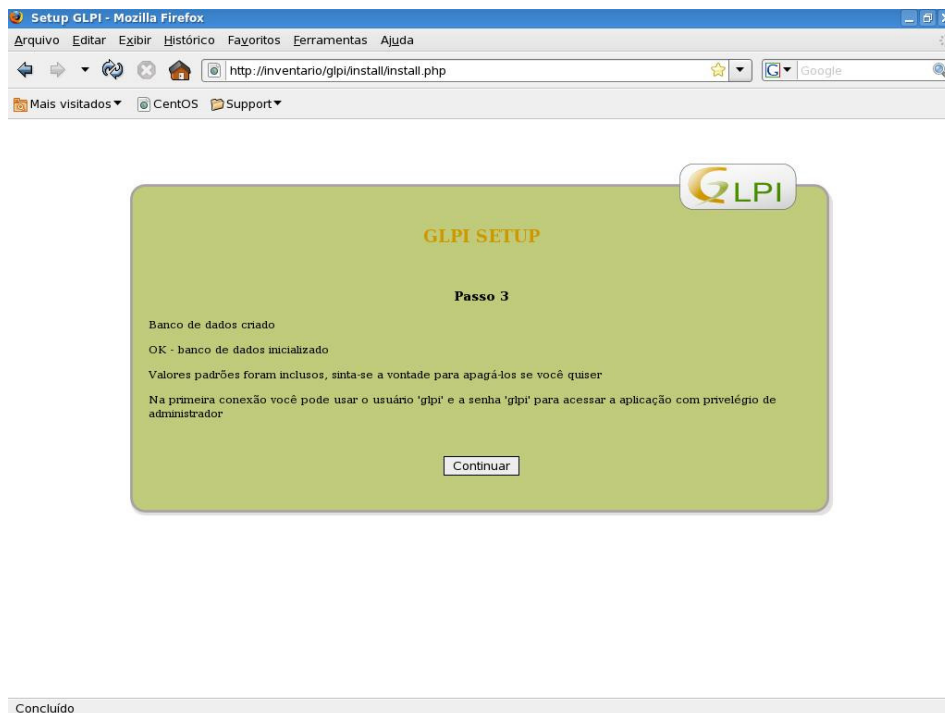 Setup GLPI - Mozilla Firefox
Arquivo Editar Exibir Histórico Favoritos Ferramentas Ajuda
http://inventario/glpi/install/install.php
Google
Mais visitados
CentOS
Support
GLPI
GLPI SETUP
Passo 3
Banco de dados criado
OK - banco de dados inicializado
Valores padrões foram inclusos, sinta-se a vontade para apagá-los se você quiser
Na primeira conexão você pode usar o usuário 'glpi' e a senha 'glpi' para acessar a aplicação com privelégio de
administrador
Continuar
Concluído